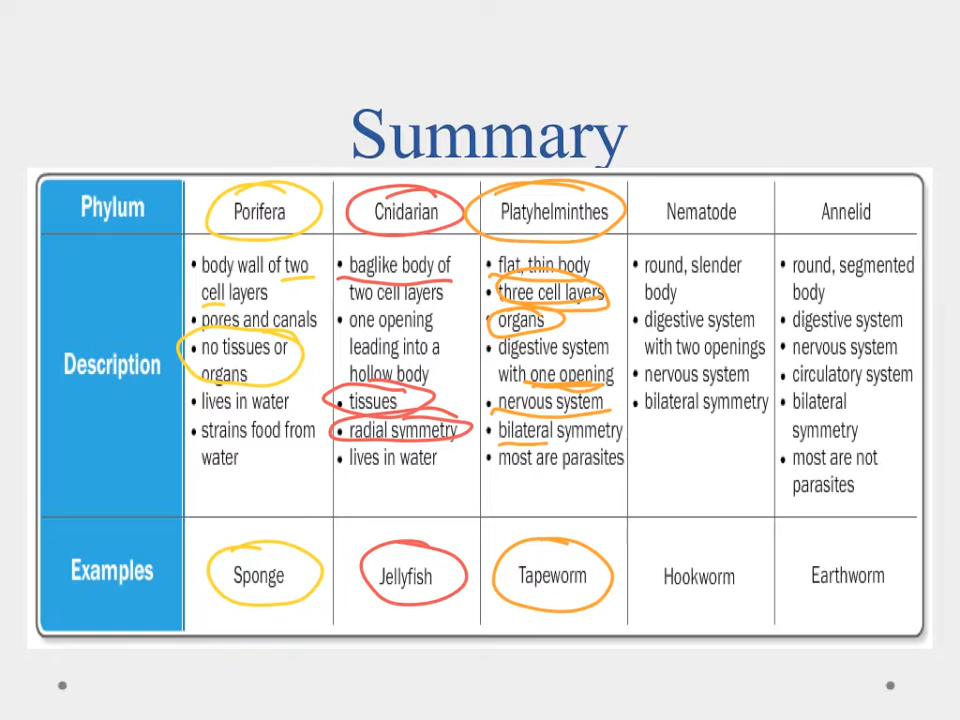 Summary
Phylum
Porifera
Cnidarian
Platyhelminthes
Nematode
Annelid
Description
• body wall of two
cell layers
• pores and canals
• no tissues or
organs
• lives in water
• strains food from
water
• baglike body of
two cell layers
• one opening
leading into a
hollow body
• tissues
• radial symmetry
• lives in water
• flat, thin body
• three cell layers
• organs
• digestive system
with one opening
• nervous system
• bilateral symmetry
• most are parasites
• round, slender
body
• digestive system
with two openings
• nervous system
• bilateral symmetry
• round, segmented
body
• digestive system
• nervous system
• circulatory system
• bilateral
symmetry
• most are not
parasites
Examples
Sponge
Jellyfish
Tapeworm
Hookworm
Earthworm